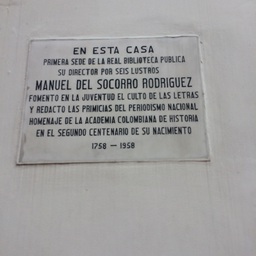 EN ESTA CASA
PRIMERA SEDE DE LA REAL BIBLIOTECA PUBLICA
SU DIRECTOR POR SEIS LUSTROS
MANUEL DEL SOCORRO RODRIGUEZ
FOMENTO EN LA JUVENTUD EL CULTO DE LAS LETRAS
Y REDACTO LAS PRIMICIAS DEL PERIODISMO NACIONAL
HOMENAJE DE LA ACADEMIA COLOMBIANA DE HISTORIA
EN EL SEGUNDO CENTENARIO DE SU NACIMIENTO
1758 — 1958